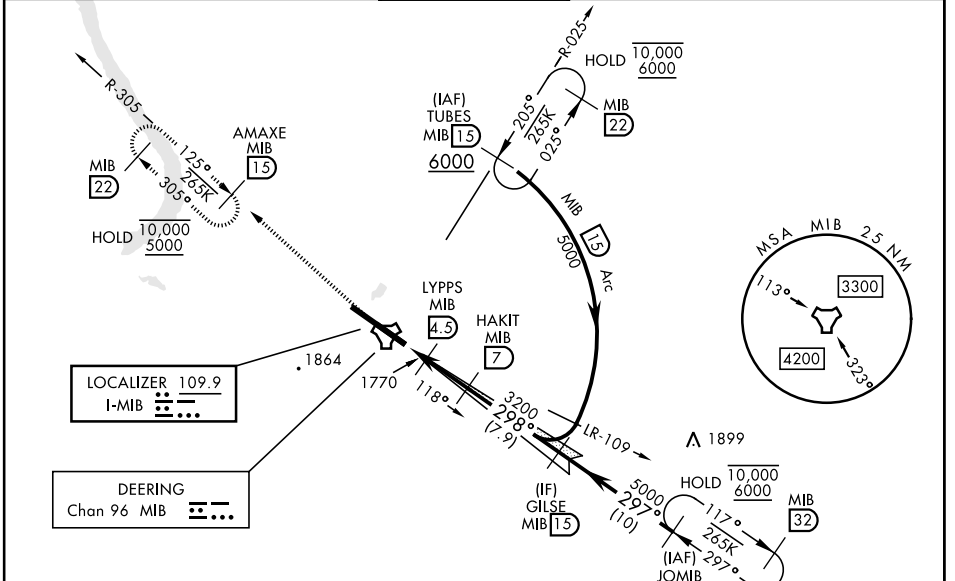 R-025
HOLD 10,000
6000
(IAF)
TUBES
MIB 15
6000
205°
265K
025°
MIB
22
R-305
AMAXE
MIB
15
125°
265K
305°
MIB
22
HOLD 10,000
5000
MIB 15 Arc
5000
MSA MIB 25 NM
113°
3300
4200
323°
LYPPS
MIB
4.5
HAKIT
MIB
7
1864
1770
118°
LOCALIZER 109.9
I-MIB
3200
298°
(7.9)
LR-109
1899
DEERING
Chan 96 MIB
(IF)
GILSE
MIB 15
5000
297°
(10)
HOLD 10,000
6000
MIB
32
117°
265K
297°
(IAF)
JOMIB